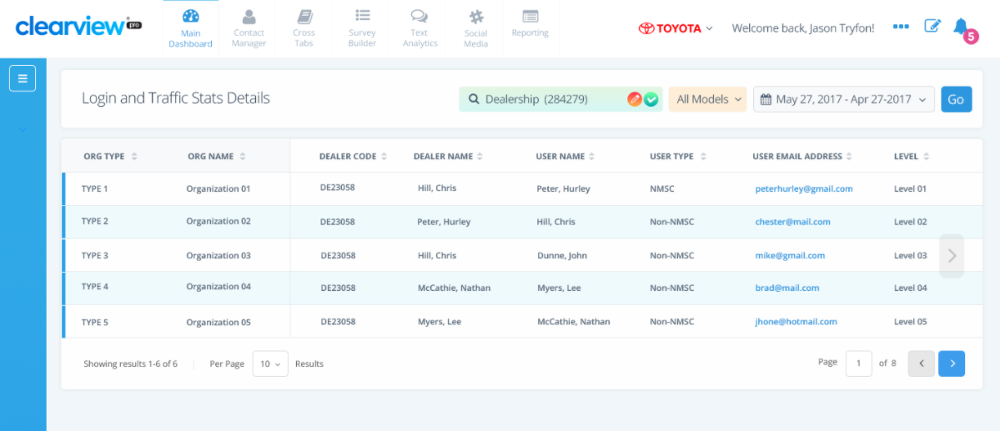 clearview pro
Main Dashboard
Contact Manager
Cross Tabs
Survey Builder
Text Analytics
Social Media
Reporting
TOYOTA
Welcome back, Jason Tryfon!
5
Login and Traffic Stats Details
Dealership (284279)
All Models
May 27, 2017 - Apr 27-2017
Go
ORG TYPE ORG NAME DEALER CODE DEALER NAME USER NAME USER TYPE USER EMAIL ADDRESS LEVEL
TYPE 1 Organization 01 DE23058 Hill, Chris Peter, Hurley NMSC peterhurley@gmail.com Level 01
TYPE 2 Organization 02 DE23058 Peter, Hurley Hill, Chris Non-NMSC chester@mail.com Level 02
TYPE 3 Organization 03 DE23058 Hill, Chris Dunne, John Non-NMSC mike@gmail.com Level 03
TYPE 4 Organization 04 DE23058 McCathie, Nathan Myers, Lee Non-NMSC brad@mail.com Level 04
TYPE 5 Organization 05 DE23058 Myers, Lee McCathie, Nathan Non-NMSC jhone@hotmail.com Level 05
Showing results 1-6 of 6 Per Page 10 Results Page 1 of 8